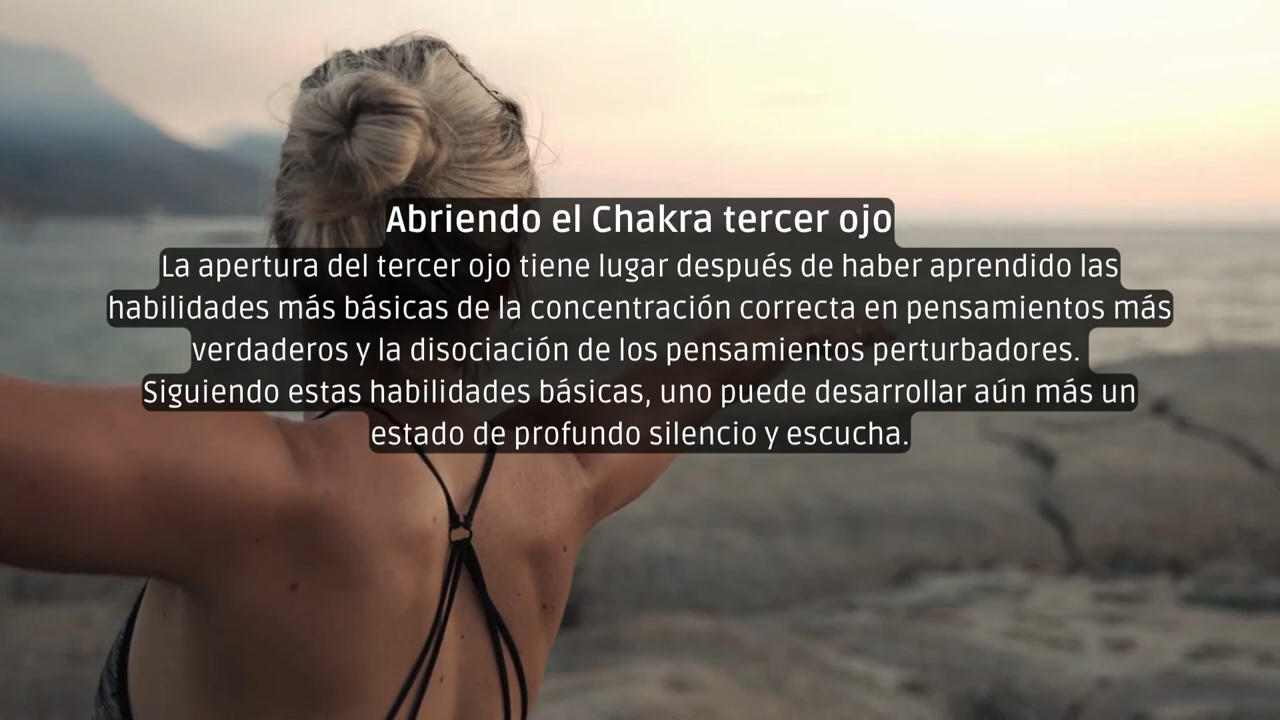 Abriendo el Chakra tercer ojo
La apertura del tercer ojo tiene lugar después de haber aprendido las
habilidades más básicas de la concentración correcta en pensamientos más
verdaderos y la disociación de los pensamientos perturbadores.
Siguiendo estas habilidades básicas, uno puede desarrollar aún más un
estado de profundo silencio y escucha.